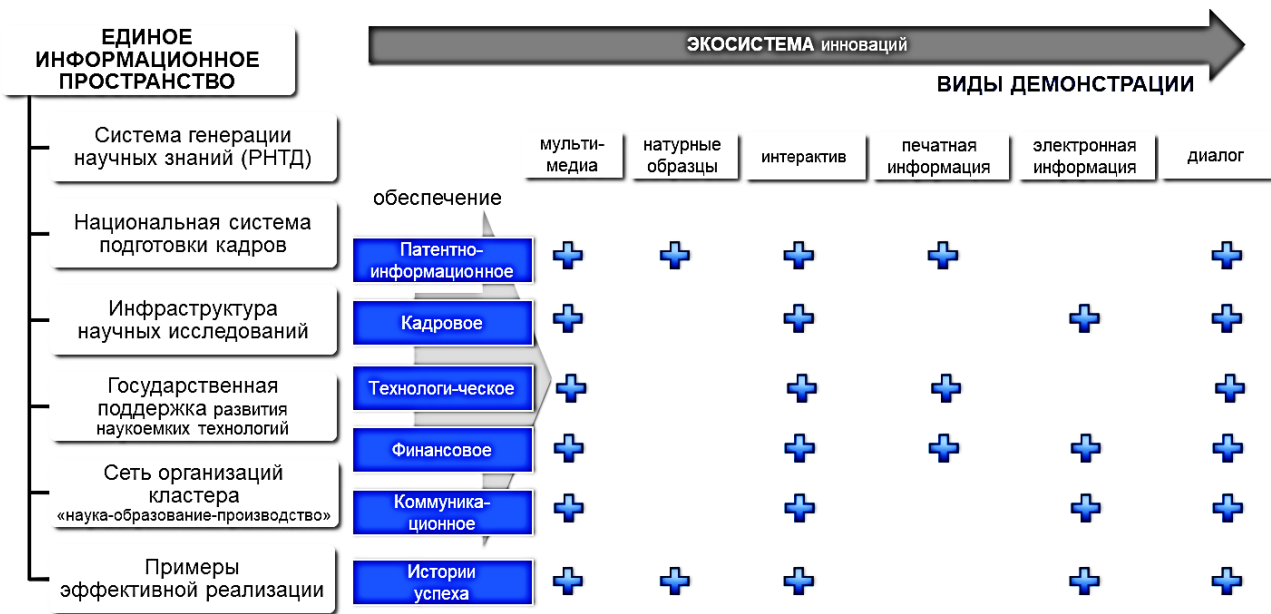 ЕДИНОЕ
ИНФОРМАЦИОННОЕ
ПРОСТРАНСТВО
ЭКОСИСТЕМА инноваций
ВИДЫ ДЕМОНСТРАЦИИ
Система генерации
научных знаний (РНТД)
Национальная система
подготовки кадров
Инфраструктура
научных исследований
Государственная
поддержка развития
наукоемких технологий
Сеть организаций
кластера
«наука-образование-производство»
Примеры
эффективной реализации
мульти-
медиа
натурные
образцы
интерактив
печатная
информация
электронная
информация
диалог
обеспечение
Патентно-
информационное
Кадровое
Технологи-ческое
Финансовое
Коммуника-
ционное
Истории
успеха